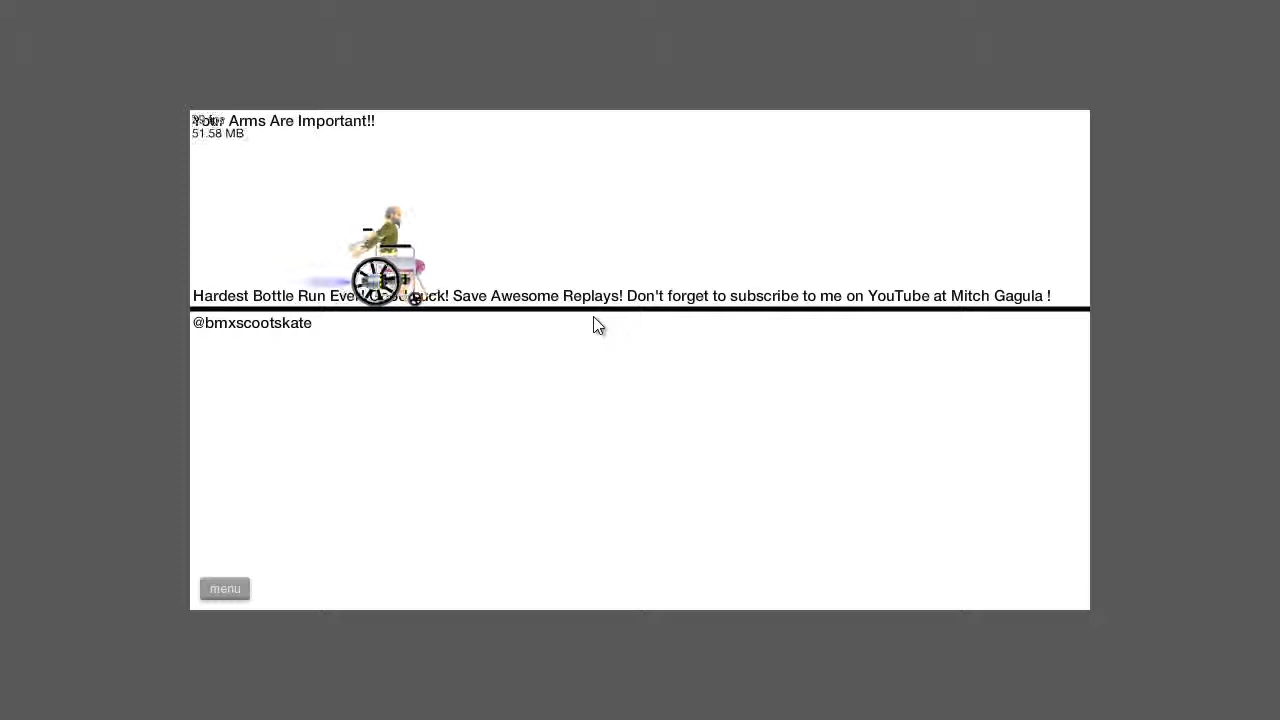 Your Arms Are Important!!
51.58 MB
Hardest Bottle Run Ever! Good Luck! Save Awesome Replays! Don't forget to subscribe to me on YouTube at Mitch Gagula !
@bmxscootskate
menu